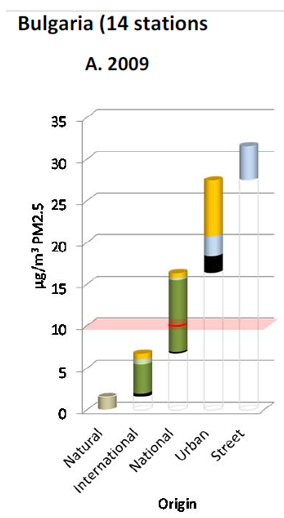 Bulgaria (14 stations
A. 2009
µg/m³ PM2.5
35
30
25
20
15
10
5
0
Natural
International
National
Urban
Street
Origin